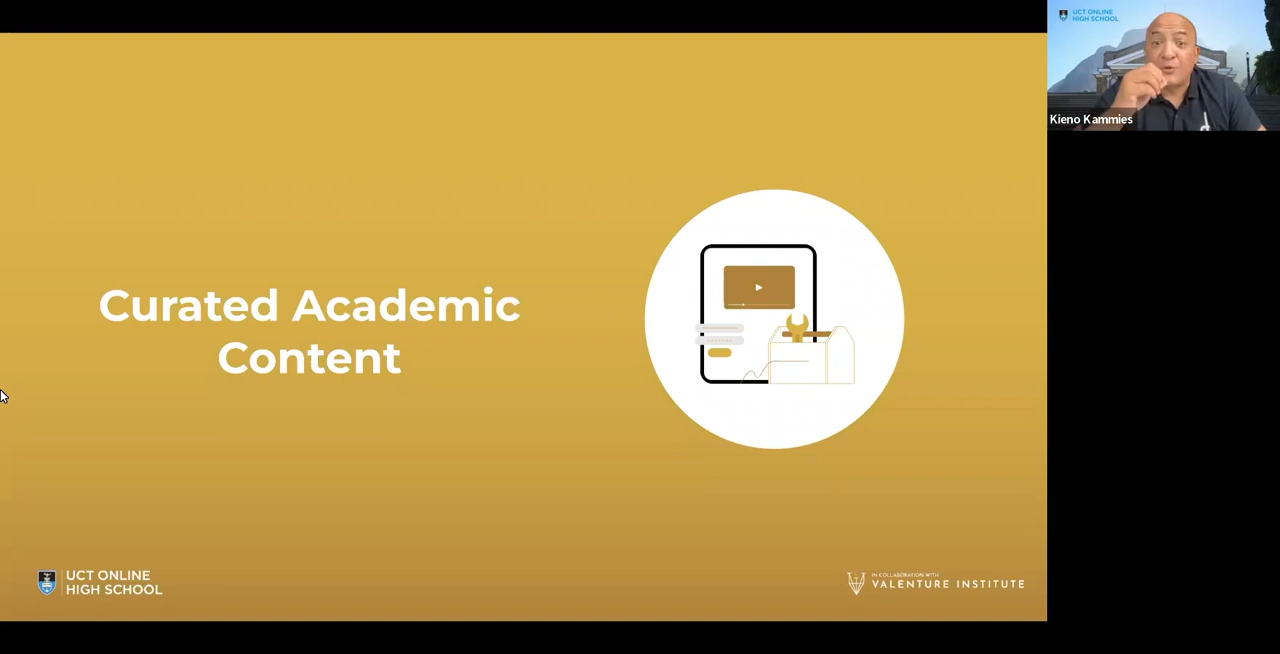 Curated Academic
Content
UCT ONLINE
HIGH SCHOOL
IN COLLABORATION WITH
VALENTURE INSTITUTE
UCT ONLINE
HIGH SCHOOL
Kieno Kammies